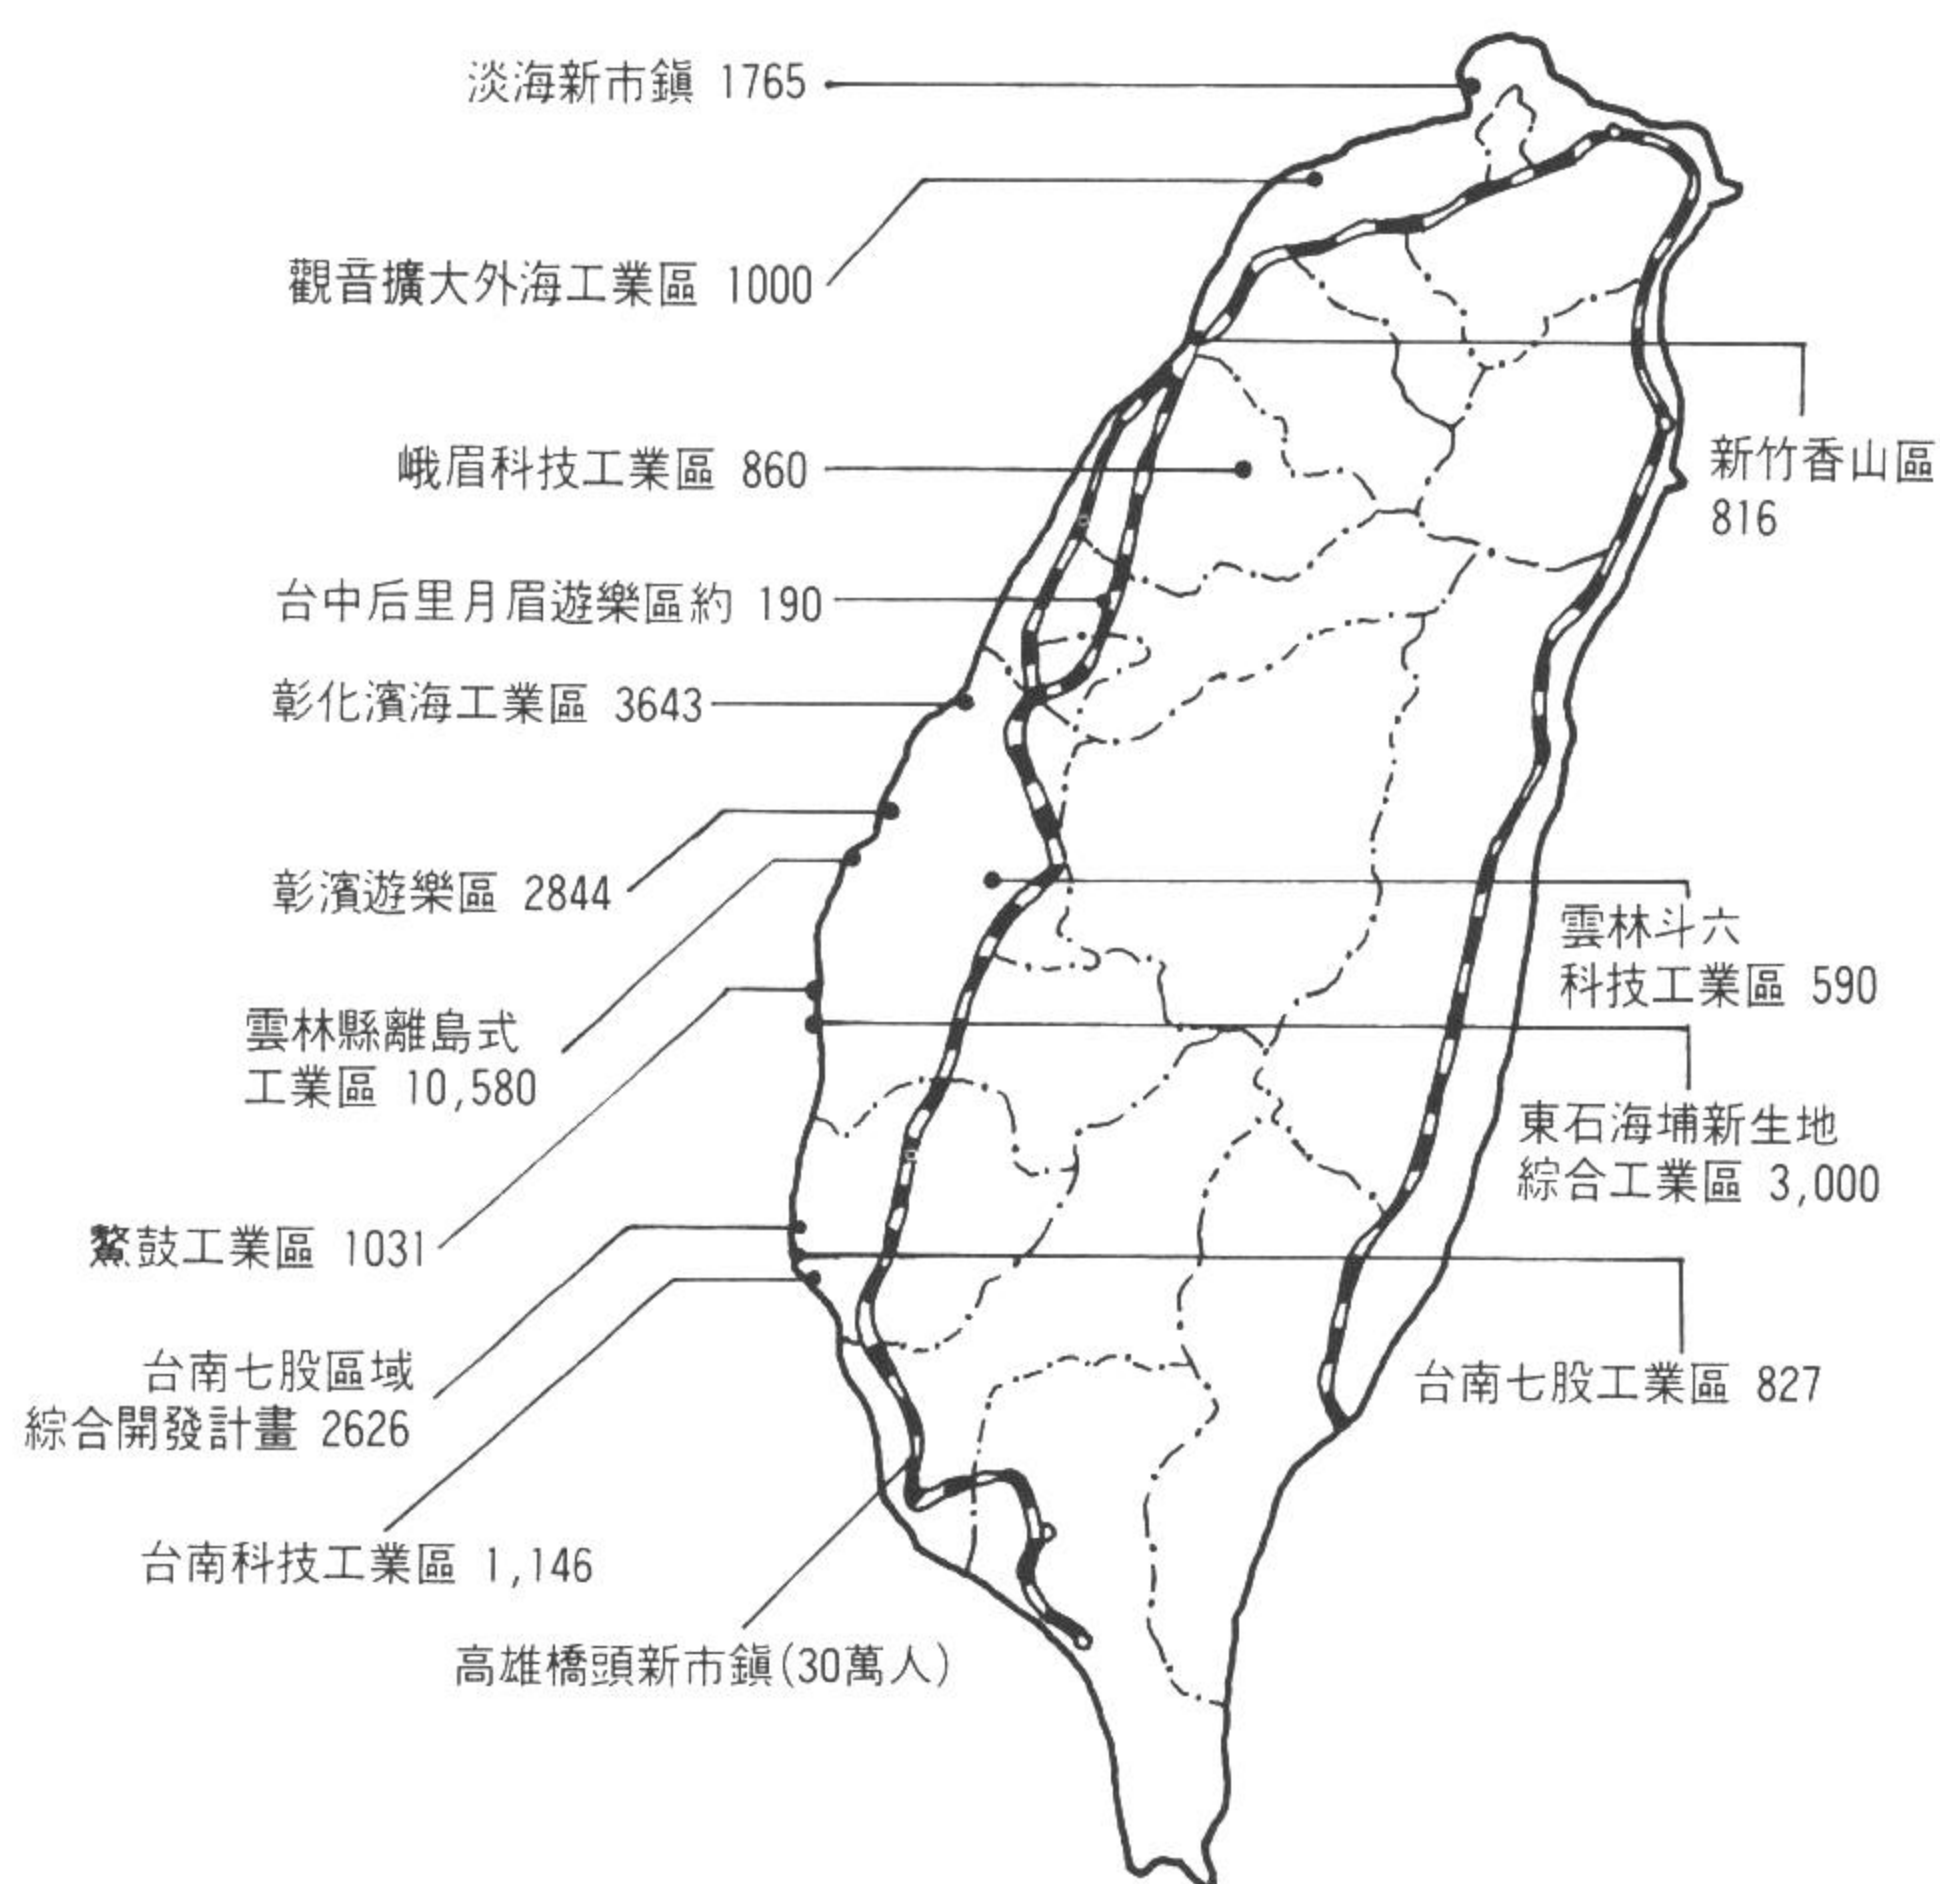 淡海新市鎮 1765
觀音擴大外海工業區 1000
峨眉科技工業區 860
新竹香山區
816
台中后里月眉遊樂區約 190
彰化濱海工業區 3643
彰濱遊樂區 2844
雲林斗六
科技工業區 590
雲林縣離島式
工業區 10,580
東石海埔新生地
綜合工業區 3,000
鰲鼓工業區 1031
台南七股區域
綜合開發計畫 2626
台南七股工業區 827
台南科技工業區 1,146
高雄橋頭新市鎮(30萬人)